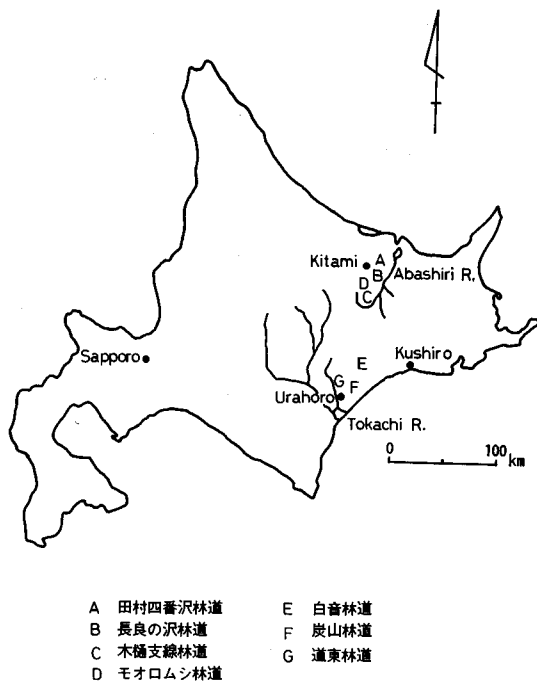 Kitami
A
B
Abashiri R.
D
C
Sapporo
E
Kushiro
G
F
Urahoro
Tokachi R.
0 100
km
A 田村四番沢林道
B 長良の沢林道
C 木樋支線林道
D モオロムシ林道
E 白音林道
F 炭山林道
G 道東林道